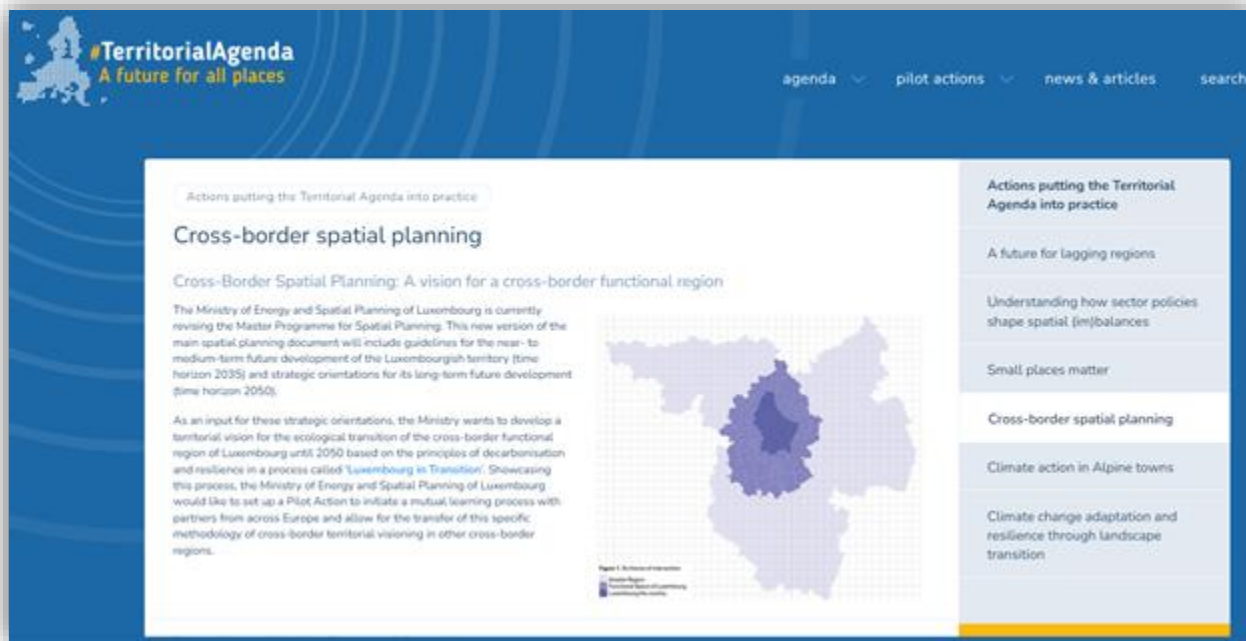 #TerritorialAgenda
A future for all places
agenda
pilot actions
news & articles
search
Actions putting the Territorial Agenda into practice
Cross-border spatial planning
Cross-Border Spatial Planning: A vision for a cross-border functional region
The Ministry of Energy and Spatial Planning of Luxembourg is currently
revising the Master Programme for Spatial Planning. This new version of the
main spatial planning document will include guidelines for the near- to
medium-term future development of the Luxembourgish territory (time
horizon 2035) and strategic orientations for its long-term future development
(time horizon 2050).
As an input for these strategic orientations, the Ministry wants to develop a
territorial vision for the ecological transition of the cross-border functional
region of Luxembourg until 2050 based on the principles of decarbonisation
and resilience in a process called 'Luxembourg in Transition'. Showcasing
this process, the Ministry of Energy and Spatial Planning of Luxembourg
would like to set up a Pilot Action to initiate a mutual learning process with
partners from across Europe and allow for the transfer of this specific
methodology of cross-border territorial visioning in other cross-border
regions.
Greater Region
Functional Space of Luxembourg
Actions putting the Territorial
Agenda into practice
A future for lagging regions
Understanding how sector policies
shape spatial (im)balances
Small places matter
Cross-border spatial planning
Climate action in Alpine towns
Climate change adaptation and
resilience through landscape
transition